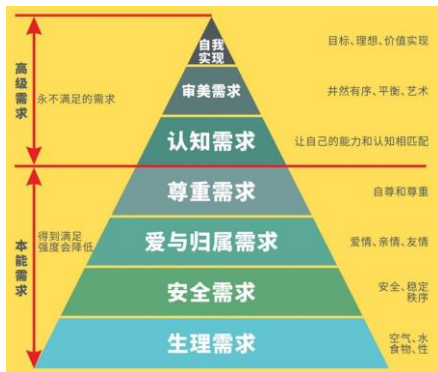 自我
实现
目标、理想、价值实现
高级需求
永不满足的需求
审美需求
井然有序、平衡、艺术
认知需求
让自己的能力和认知相匹配
尊重需求
自尊和尊重
本能需求
得到满足
强度会降低
爱与归属需求
爱情、亲情、友情
安全需求
安全、稳定
秩序
生理需求
空气、水
食物、性